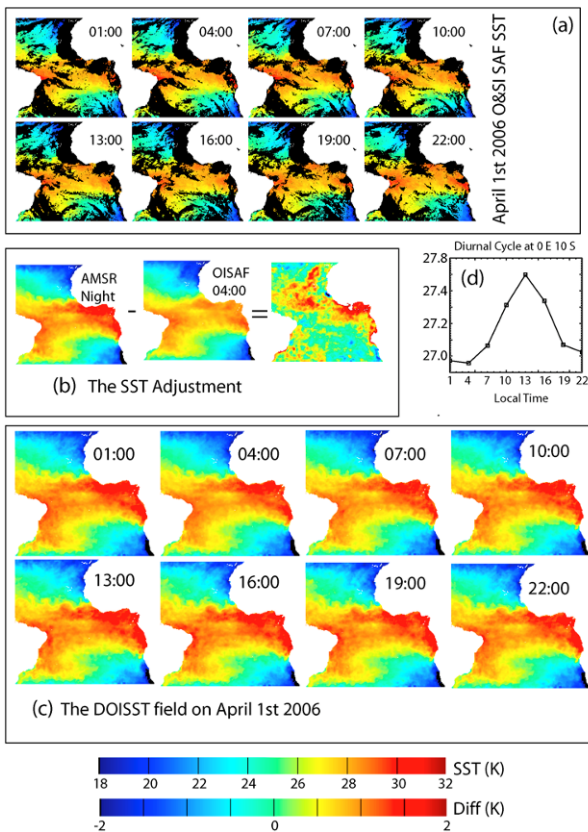 (a)
01:00 04:00 07:00 10:00
13:00 16:00 19:00 22:00
April 1st 2006 O&SI SAF SST
AMSR Night
-
OISAF 04:00
=
(b) The SST Adjustment
Diurnal Cycle at 0 E 10 S
(d)
27.8
27.4
27.2
27.0
1 4 7 10 13 16 19 22
Local Time
01:00 04:00 07:00 10:00
13:00 16:00 19:00 22:00
(c) The DOISST field on April 1st 2006
SST (K)
18 20 22 24 26 28 30 32
Diff (K)
-2 0 2